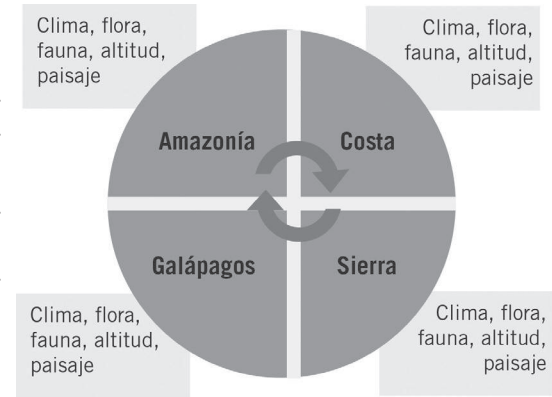 Clima, flora,
fauna, altitud,
paisaje
Clima, flora,
fauna, altitud,
paisaje
Amazonía
Costa
Galápagos
Sierra
Clima, flora,
fauna, altitud,
paisaje
Clima, flora,
fauna, altitud,
paisaje